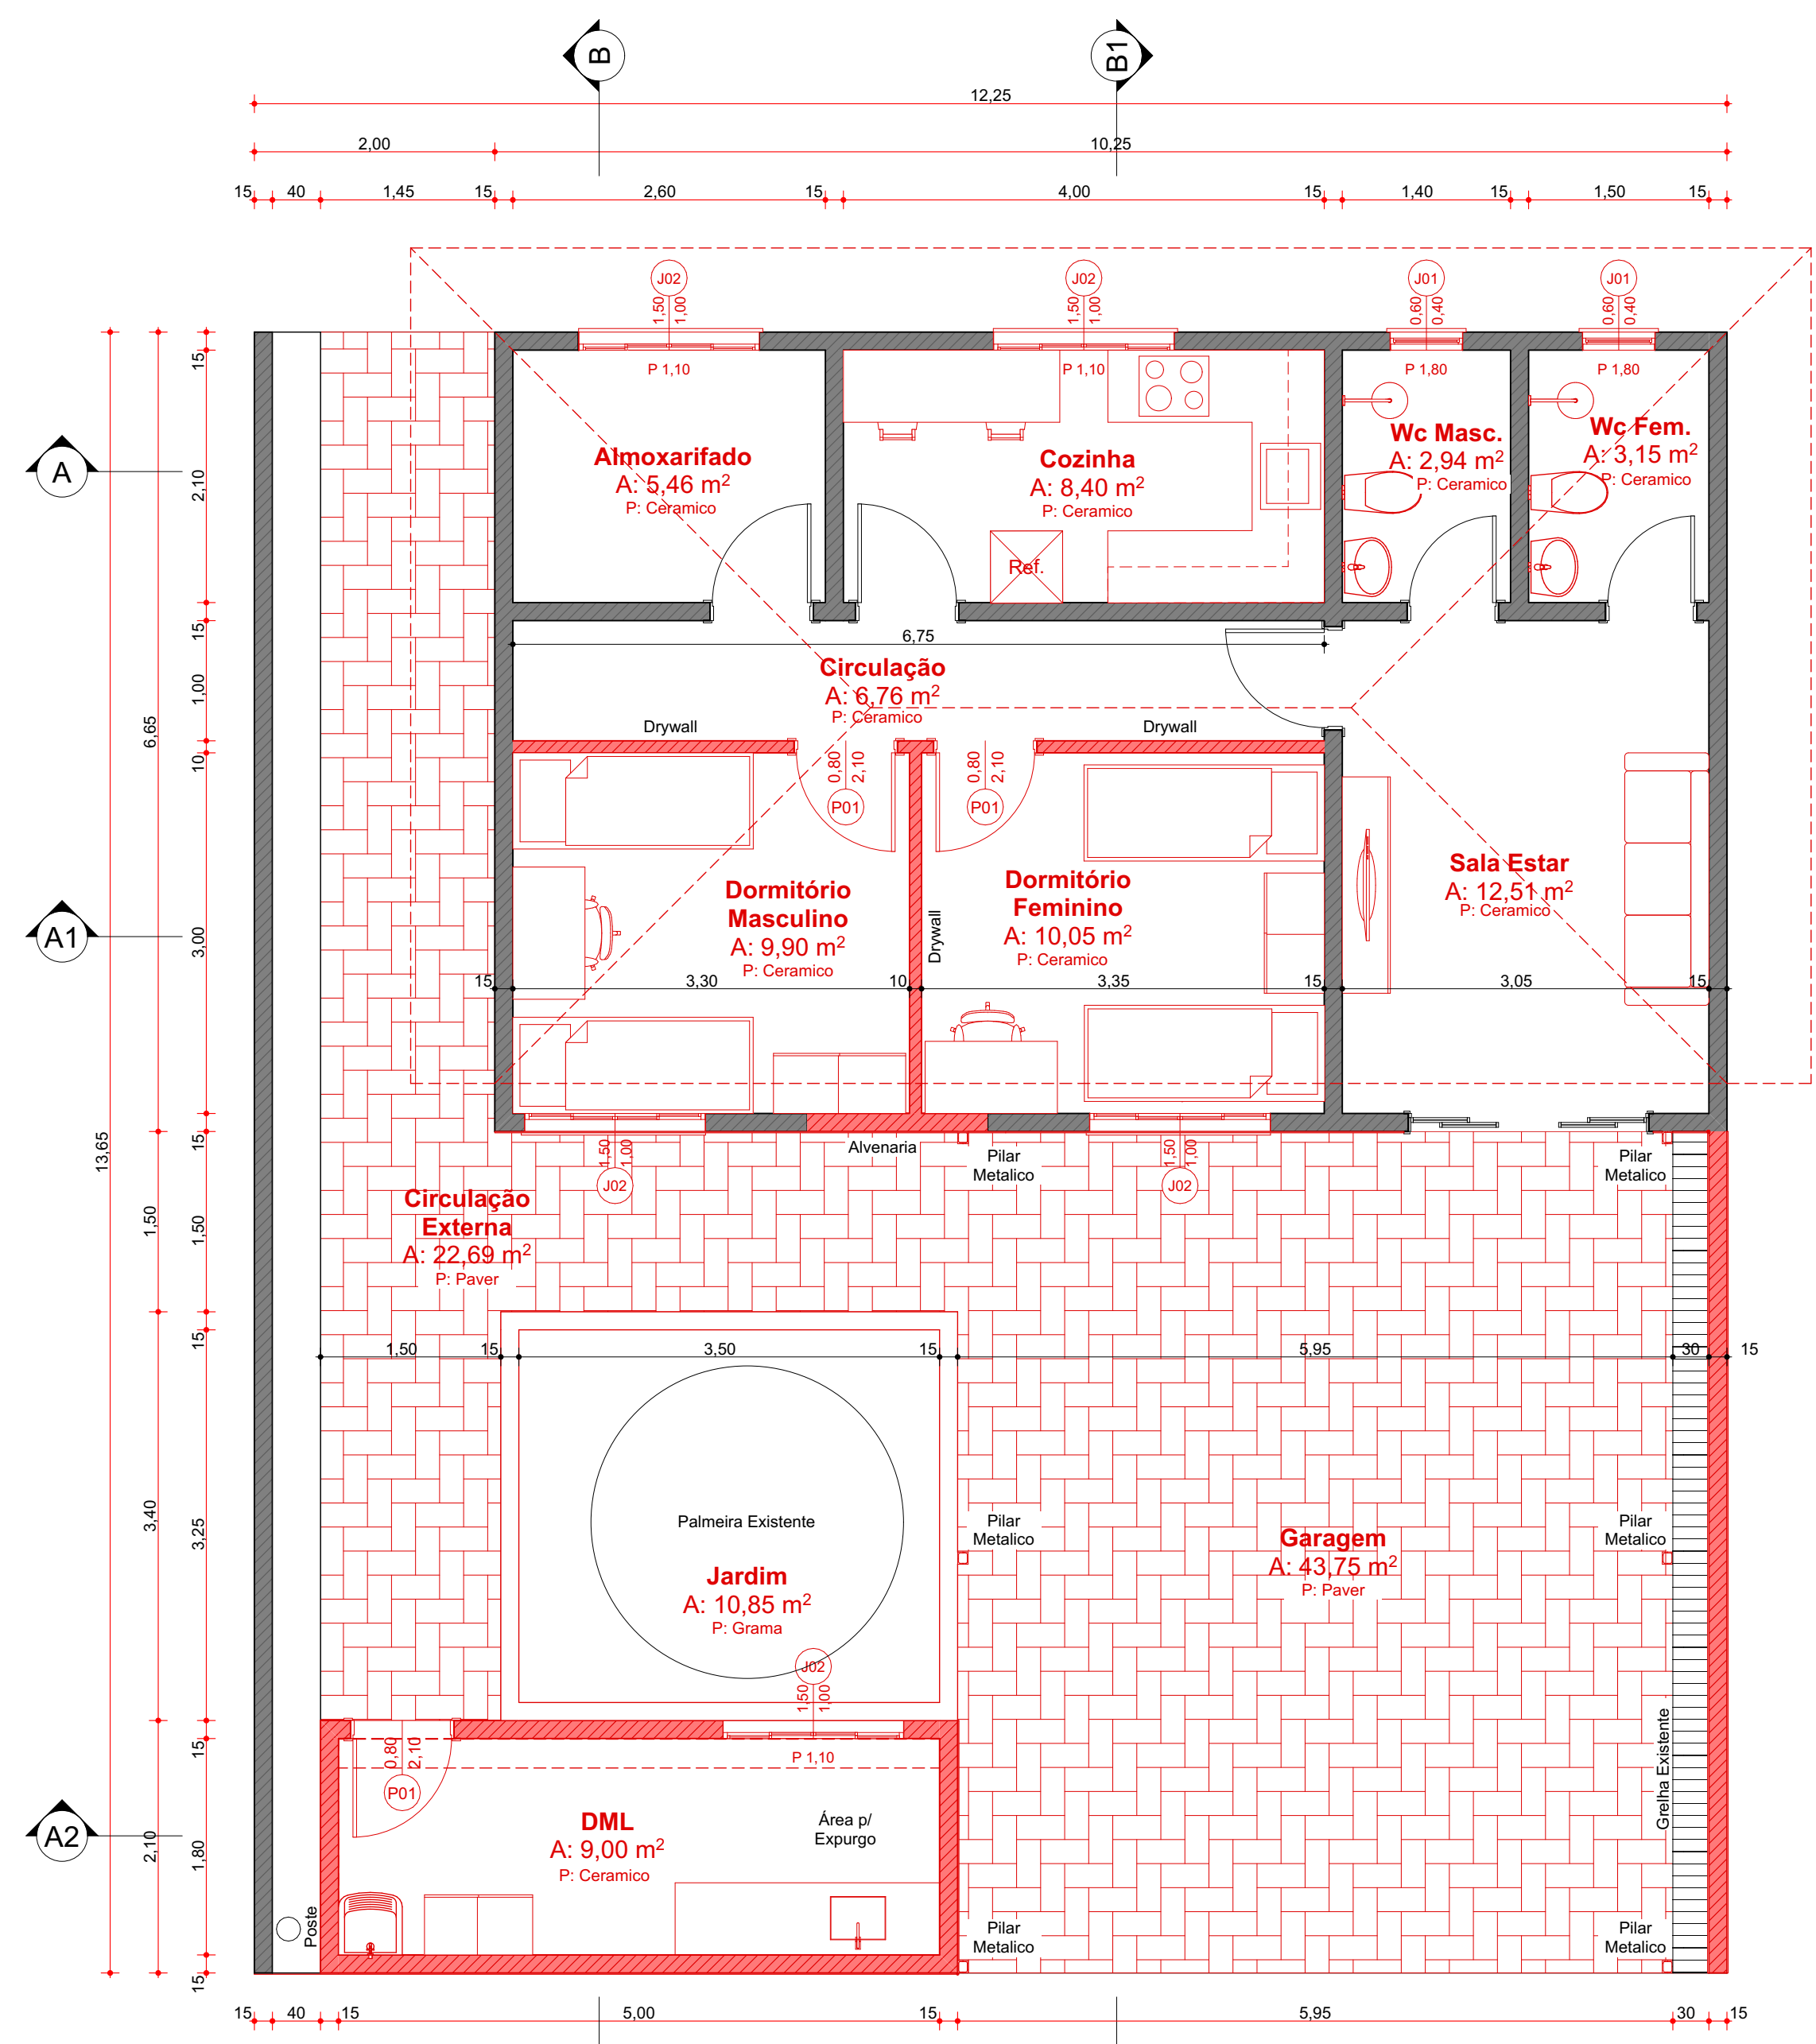 B
B1
12,25
2,00
10,25
15
40
1,45
15
2,60
15
4,00
15
1,40
15
1,50
15
J02
1,50
1,00
J02
1,50
1,00
J01
0,60
0,40
J01
0,60
0,40
P 1,10
P 1,10
P 1,80
P 1,80
A
Almoxarifado
A: 5,46 m²
P: Ceramico
Cozinha
A: 8,40 m²
P: Ceramico
Wc Masc.
A: 2,94 m²
P: Ceramico
Wc Fem.
A: 3,15 m²
P: Ceramico
Ref.
15
2,10
15
1,00
10
3,00
15
1,50
15
3,25
15
1,80
15
6,65
1,50
3,40
2,10
13,65
6,75
Circulação
A: 6,76 m²
P: Ceramico
Drywall
Drywall
0,80
2,10
P01
0,80
2,10
P01
A1
Dormitório
Masculino
A: 9,90 m²
P: Ceramico
Drywall
Dormitório
Feminino
A: 10,05 m²
P: Ceramico
Sala Estar
A: 12,51 m²
P: Ceramico
15
3,30
10
3,35
15
3,05
15
1,50
1,00
J02
Alvenaria
Pilar
Metalico
1,50
1,00
J02
Pilar
Metalico
Circulação
Externa
A: 22,69 m²
P: Paver
1,50
15
3,50
15
5,95
30
15
Palmeira Existente
Jardim
A: 10,85 m²
P: Grama
Pilar
Metalico
Garagem
A: 43,75 m²
P: Paver
Pilar
Metalico
J02
1,50
1,00
Grelha Existente
A2
0,80
2,10
P01
P 1,10
DML
A: 9,00 m²
P: Ceramico
Área p/
Expurgo
Poste
Pilar
Metalico
Pilar
Metalico
15
40
15
5,00
15
5,95
30
15